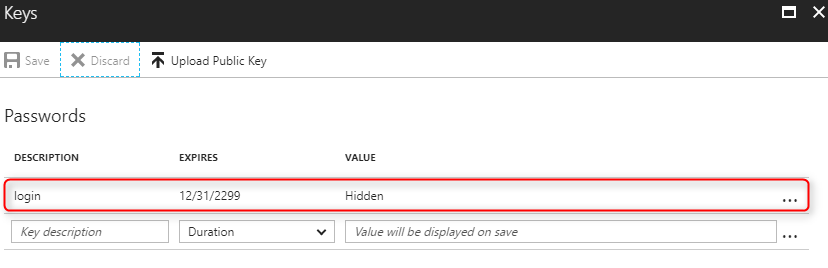 Keys
Save Discard Upload Public Key
Passwords
DESCRIPTION EXPIRES VALUE
login 12/31/2299 Hidden ...
Key description Duration Value will be displayed on save ...